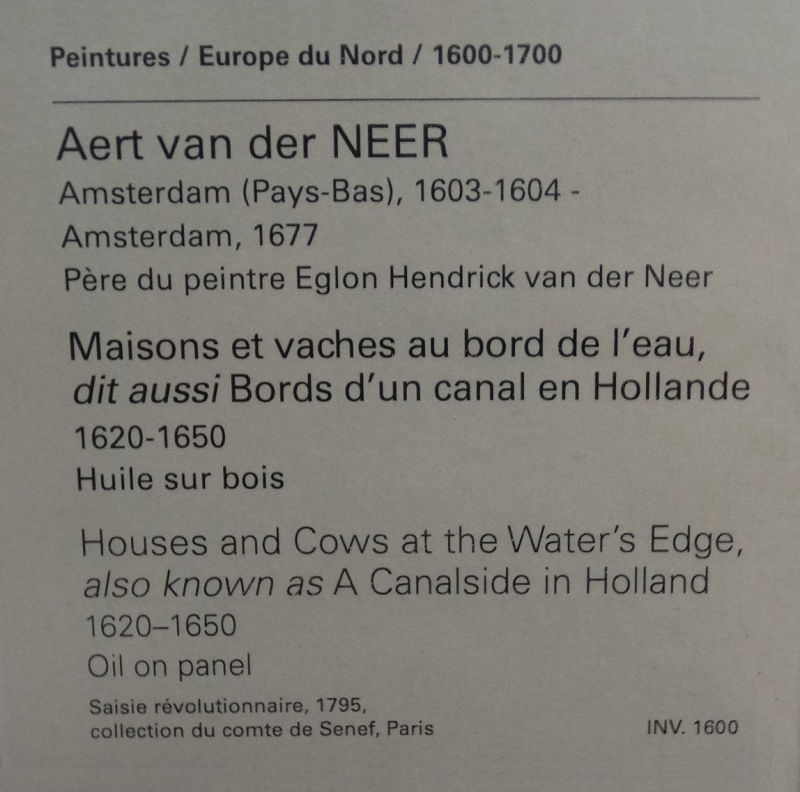 Peintures / Europe du Nord / 1600-1700
Aert van der NEER
Amsterdam (Pays-Bas), 1603-1604 -
Amsterdam, 1677
Père du peintre Eglon Hendrick van der Neer
Maisons et vaches au bord de l'eau,
dit aussi Bords d'un canal en Hollande
1620-1650
Huile sur bois
Houses and Cows at the Water's Edge,
also known as A Canalside in Holland
1620–1650
Oil on panel
Saisie révolutionnaire, 1795,
collection du comte de Senef, Paris
INV. 1600